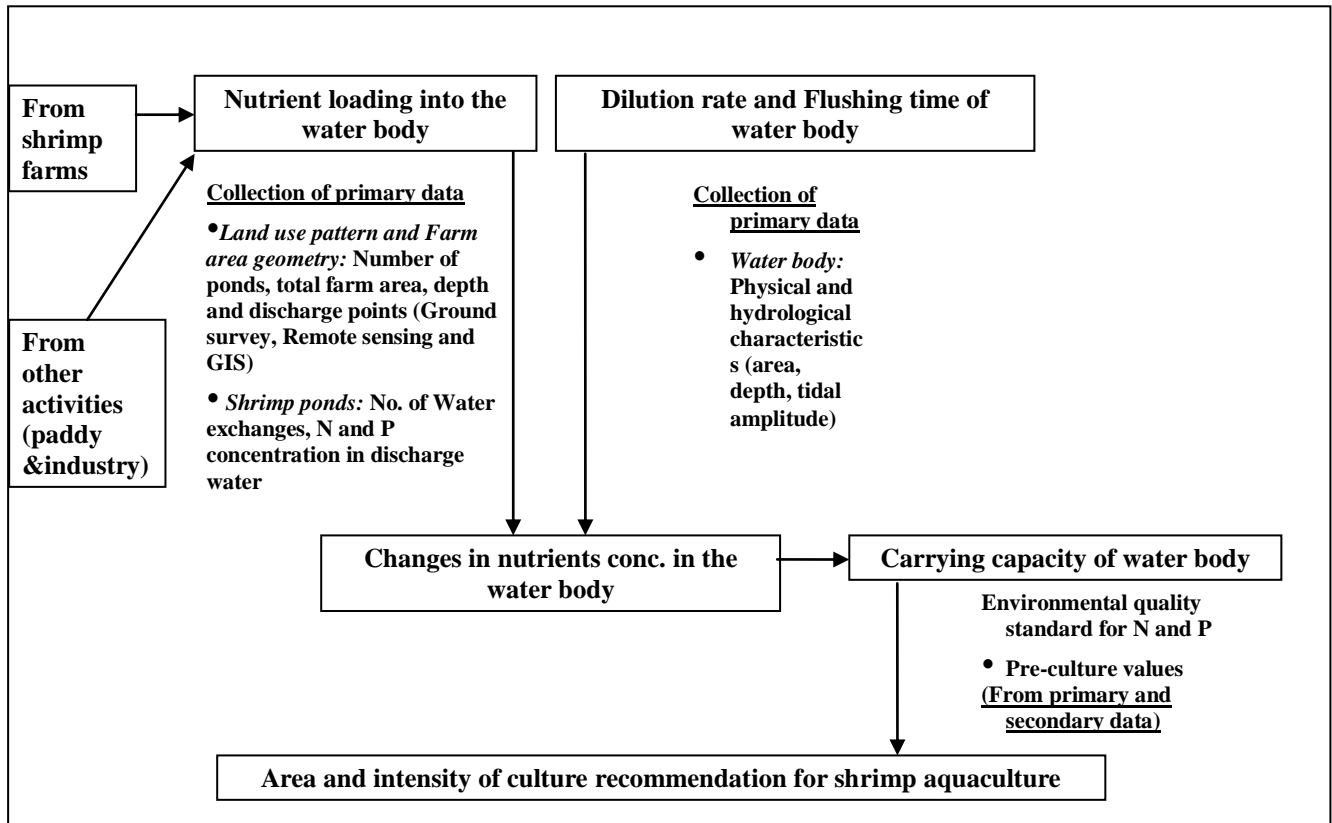 From
shrimp
farms
Nutrient loading into the
water body
Dilution rate and Flushing time of
water body
Collection of primary data
•Land use pattern and Farm
area geometry: Number of
ponds, total farm area, depth
and discharge points (Ground
survey, Remote sensing and
GIS)
• Shrimp ponds: No. of Water
exchanges, N and P
concentration in discharge
water
Collection of
primary data
• Water body:
Physical and
hydrological
characteristic
s (area,
depth, tidal
amplitude)
From
other
activities
(paddy
&industry)
Changes in nutrients conc. in the
water body
Carrying capacity of water body
Environmental quality
standard for N and P
• Pre-culture values
(From primary and
secondary data)
Area and intensity of culture recommendation for shrimp aquaculture